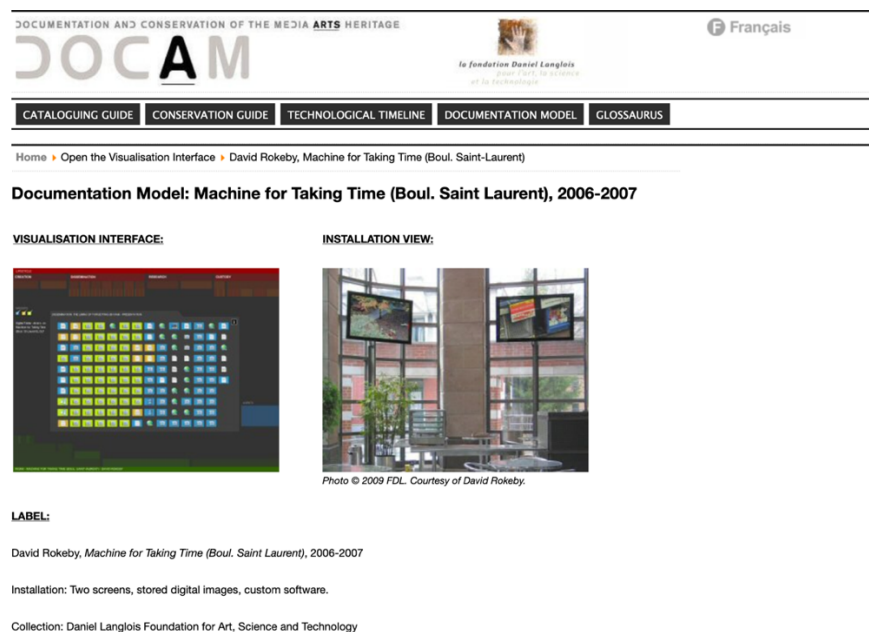 DOCUMENTATION AND CONSERVATION OF THE MEDIA ARTS HERITAGE
DOCAM
la fondation Daniel Langlois
pour l'art, la science
et la technologie
F Français
CATALOGUING GUIDE CONSERVATION GUIDE TECHNOLOGICAL TIMELINE DOCUMENTATION MODEL GLOSSAURUS
Home Open the Visualisation Interface David Rokeby, Machine for Taking Time (Boul. Saint-Laurent)
Documentation Model: Machine for Taking Time (Boul. Saint Laurent), 2006-2007
VISUALISATION INTERFACE: INSTALLATION VIEW:
Photo © 2009 FDL. Courtesy of David Rokeby.
LABEL:
David Rokeby, Machine for Taking Time (Boul. Saint Laurent), 2006-2007
Installation: Two screens, stored digital images, custom software.
Collection: Daniel Langlois Foundation for Art, Science and Technology